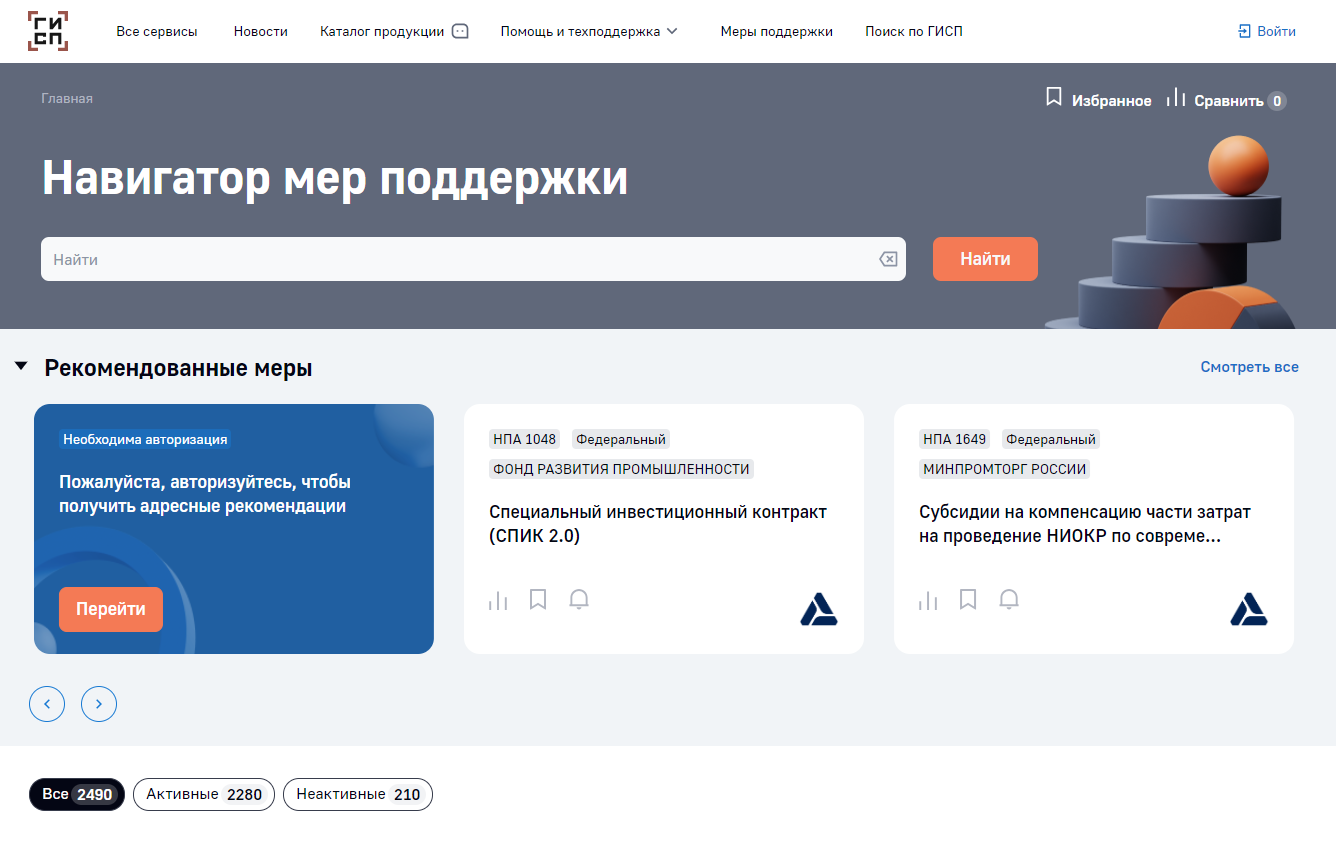 ГИ
СП
Все сервисы
Новости
Каталог продукции
Помощь и техподдержка
Меры поддержки
Поиск по ГИСП
Войти
Главная
Избранное
Сравнить 0
Навигатор мер поддержки
Найти
Найти
Рекомендованные меры
Смотреть все
Необходима авторизация
Пожалуйста, авторизуйтесь, чтобы
получить адресные рекомендации
Перейти
НПА 1048 Федеральный
ФОНД РАЗВИТИЯ ПРОМЫШЛЕННОСТИ
Специальный инвестиционный контракт
(СПИК 2.0)
НПА 1649 Федеральный
МИНПРОМТОРГ РОССИИ
Субсидии на компенсацию части затрат
на проведение НИОКР по совреме...
Все 2490
Активные 2280
Неактивные 210